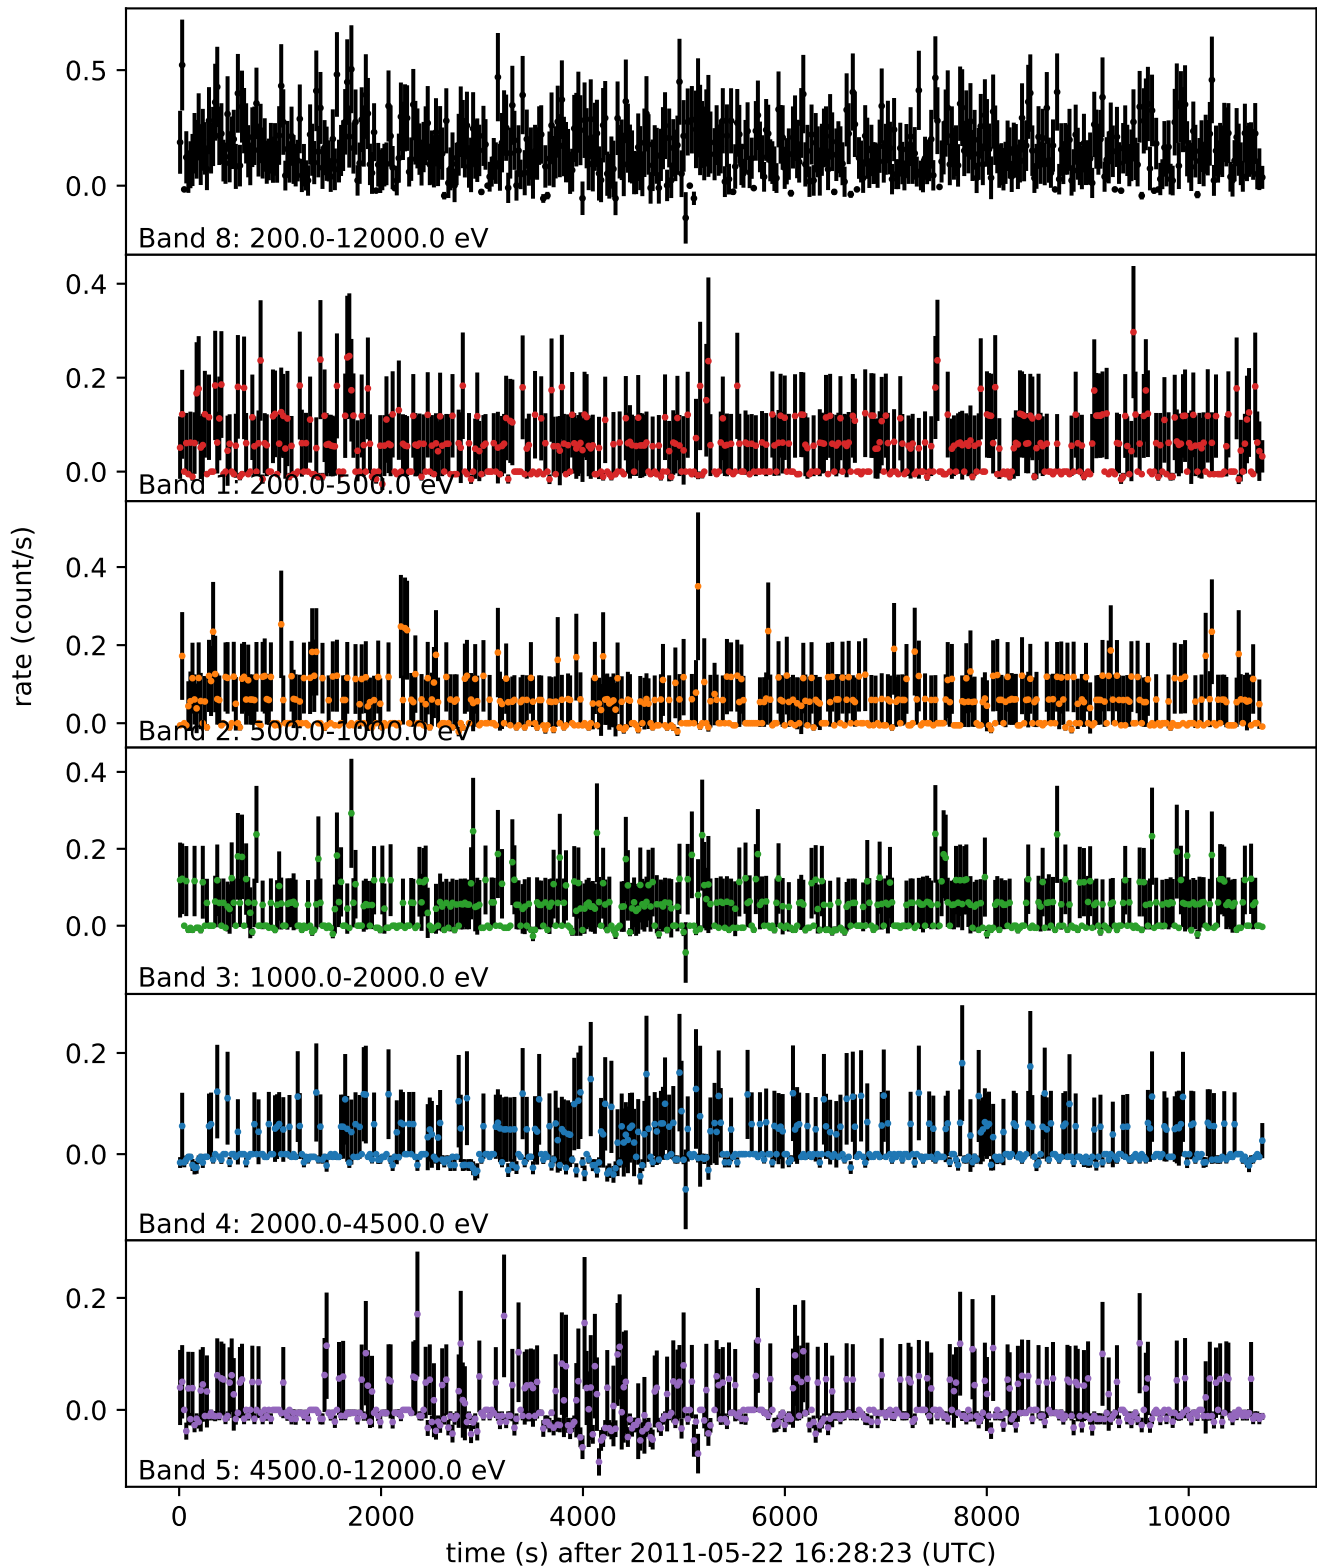 0.5
0.0
Band 8: 200.0-12000.0 eV
0.4
0.2
0.0
Band 1: 200.0-500.0 eV
rate (count/s)
0.4
0.2
0.0
Band 2: 500.0-1000.0 eV
0.4
0.2
0.0
Band 3: 1000.0-2000.0 eV
0.2
0.0
Band 4: 2000.0-4500.0 eV
0.2
0.0
Band 5: 4500.0-12000.0 eV
0 2000 4000 6000 8000 10000
time (s) after 2011-05-22 16:28:23 (UTC)